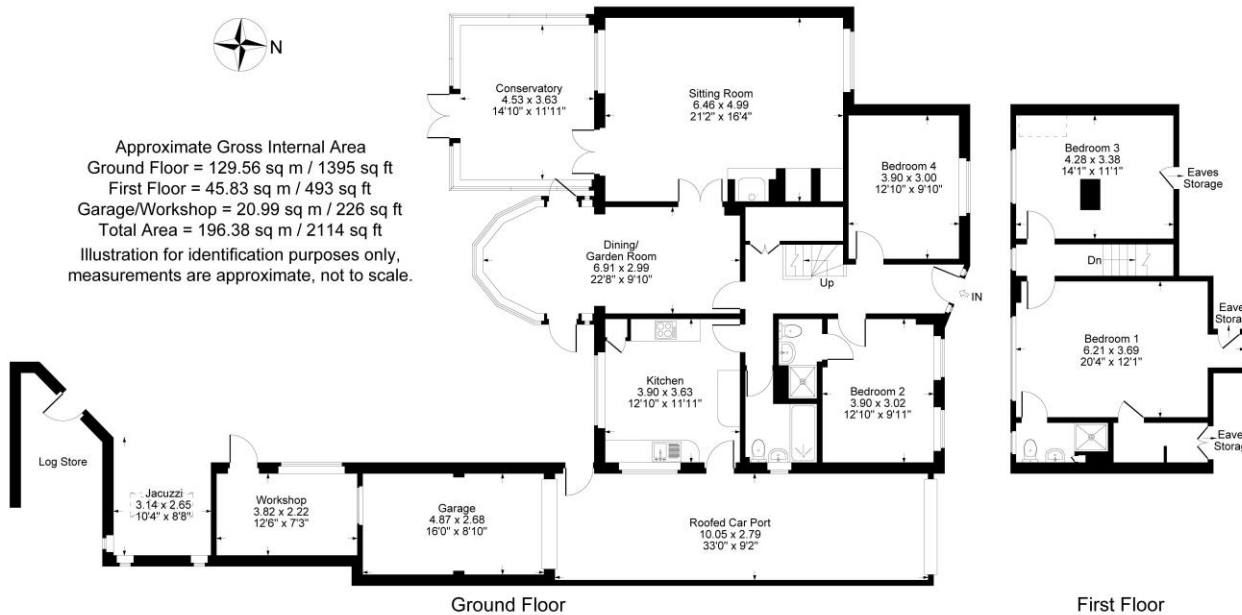 N
Approximate Gross Internal Area
Ground Floor = 129.56 sq m / 1395 sq ft
First Floor = 45.83 sq m / 493 sq ft
Garage/Workshop = 20.99 sq m / 226 sq ft
Total Area = 196.38 sq m / 2114 sq ft
Illustration for identification purposes only,
measurements are approximate, not to scale.
Conservatory
4.53 x 3.63
14'10" x 11'11"
Sitting Room
6.46 x 4.99
21'2" x 16'4"
Bedroom 4
3.90 x 3.00
12'10" x 9'10"
Dining/
Garden Room
6.91 x 2.99
22'8" x 9'10"
Up
IN
Kitchen
3.90 x 3.63
12'10" x 11'11"
Bedroom 2
3.90 x 3.02
12'10" x 9'11"
Log Store
Jacuzzi
3.14 x 2.65
10'4" x 8'8"
Workshop
3.82 x 2.22
12'6" x 7'3"
Garage
4.87 x 2.68
16'0" x 8'10"
Roofed Car Port
10.05 x 2.79
33'0" x 9'2"
Ground Floor
Bedroom 3
4.28 x 3.38
14'1" x 11'1"
Eaves
Storage
Dn
Bedroom 1
6.21 x 3.69
20'4" x 12'1"
Eave
Stora
Eave
Stora
First Floor